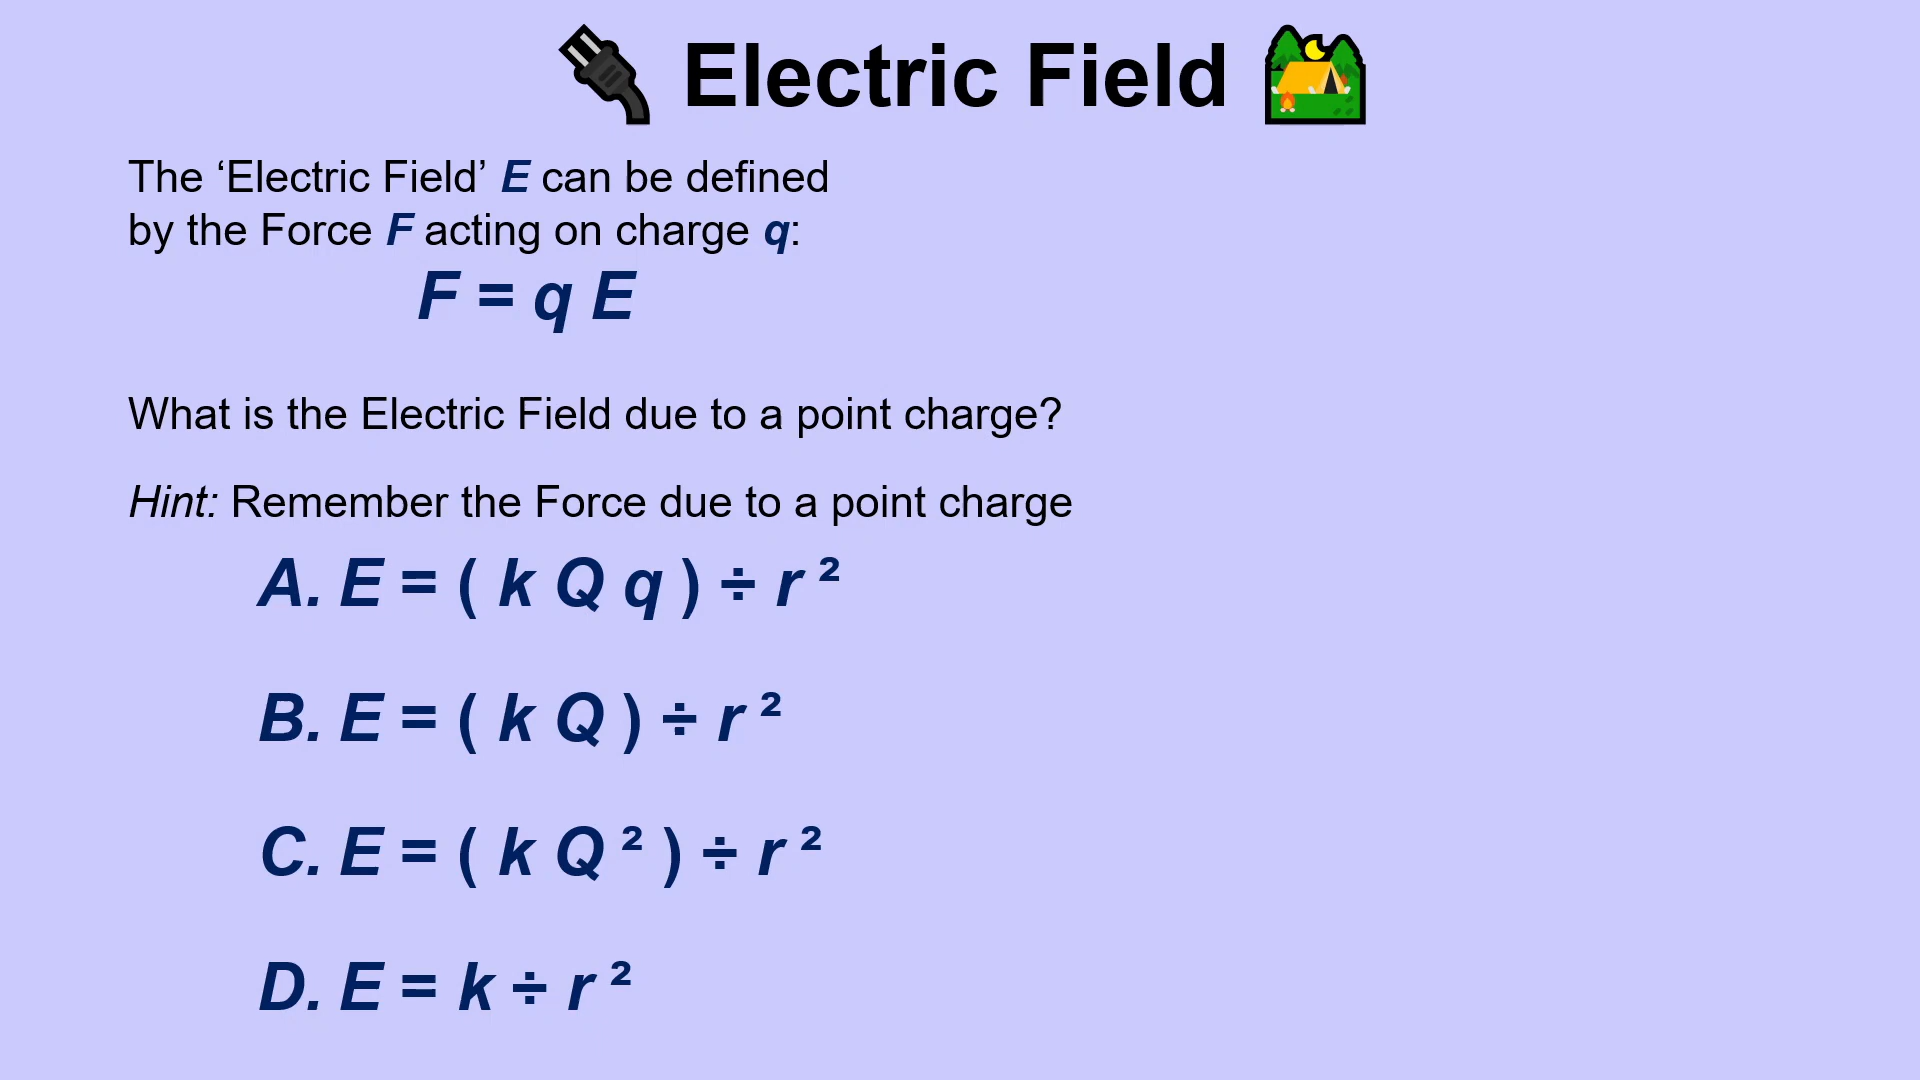 Electric Field
The ‘Electric Field’ E can be defined
by the Force F acting on charge q:
F = q E
What is the Electric Field due to a point charge?
Hint: Remember the Force due to a point charge
A. E = ( k Q q ) ÷ r ²
B. E = ( k Q ) ÷ r ²
C. E = ( k Q ² ) ÷ r ²
D. E = k ÷ r ²